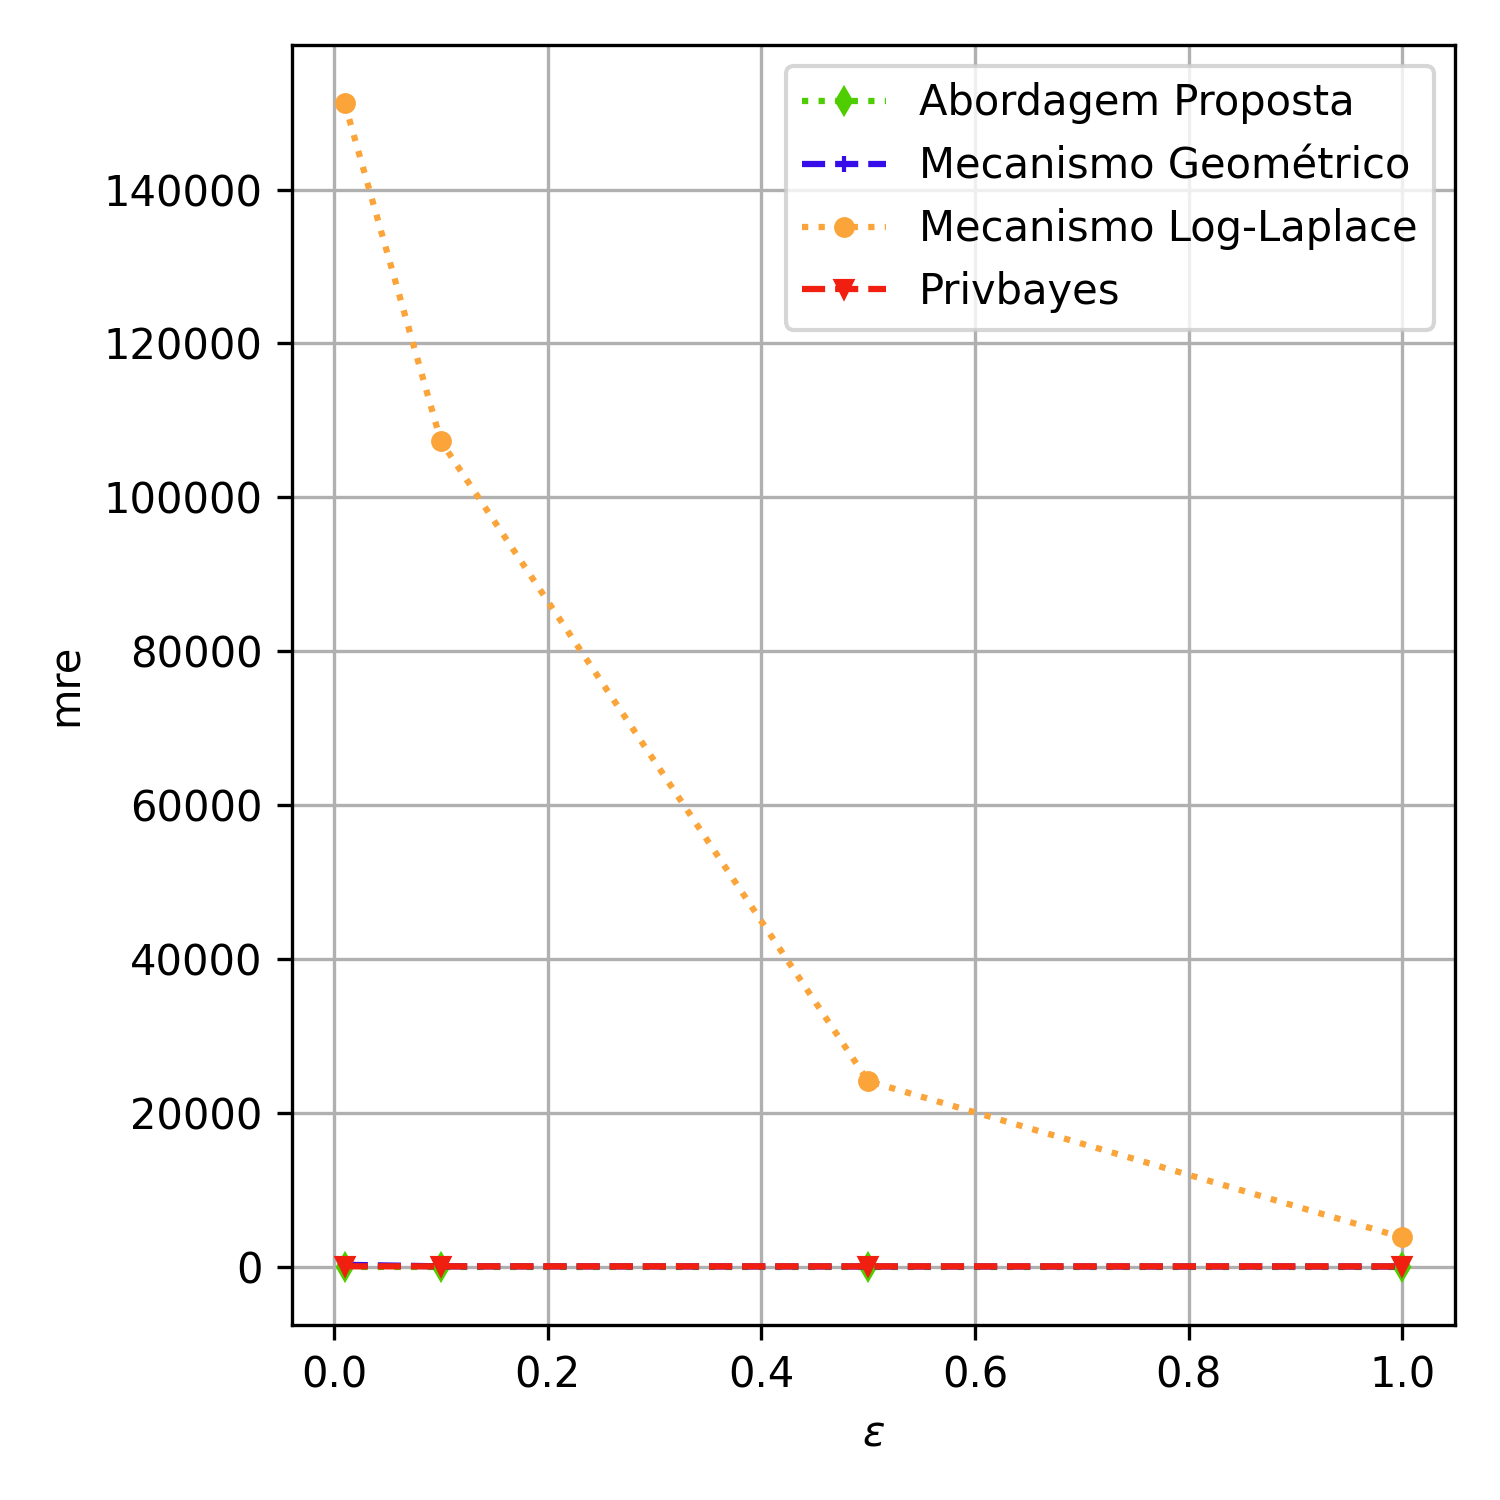 Abordagem Proposta
Mecanismo Geométrico
Mecanismo Log-Laplace
Privbayes
140000
120000
100000
80000
60000
40000
20000
0
mre
0.0 0.2 0.4 0.6 0.8 1.0
ε